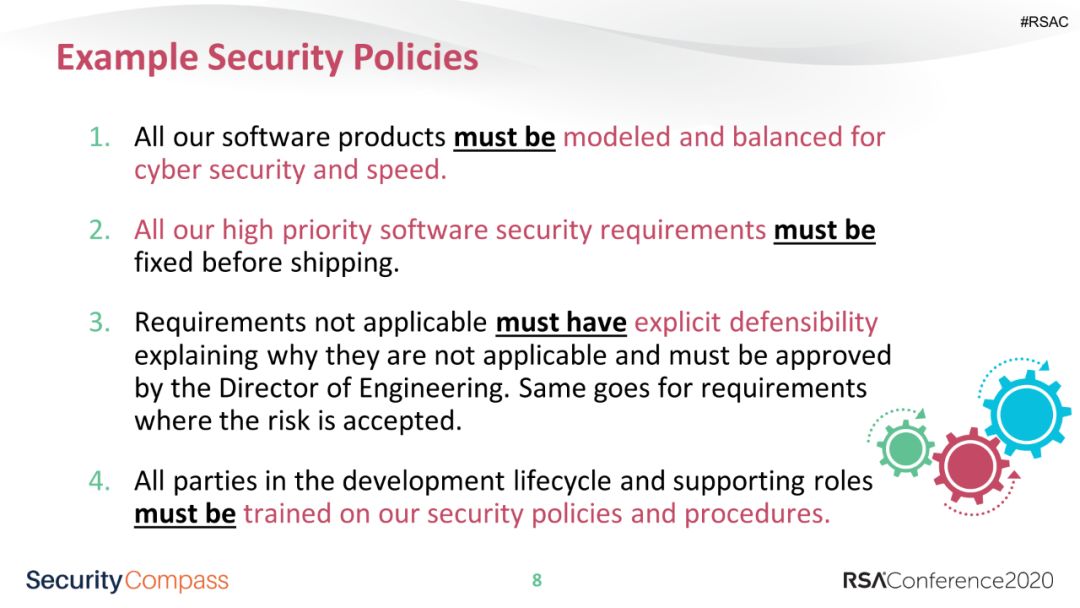 #RSAC
Example Security Policies
1. All our software products must be modeled and balanced for
cyber security and speed.
2. All our high priority software security requirements must be
fixed before shipping.
3. Requirements not applicable must have explicit defensibility
explaining why they are not applicable and must be approved
by the Director of Engineering. Same goes for requirements
where the risk is accepted.
4. All parties in the development lifecycle and supporting roles
must be trained on our security policies and procedures.
SecurityCompass
8
RSAConference2020